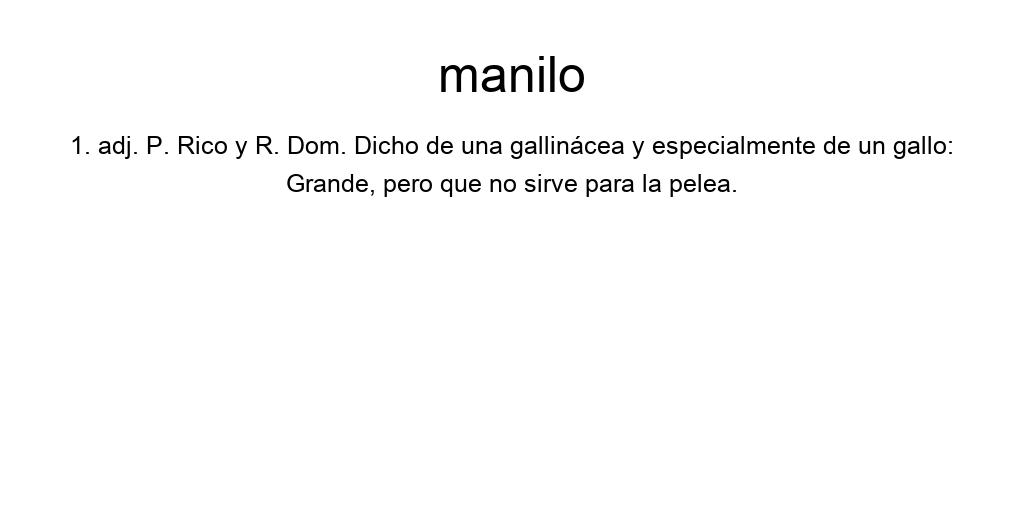 manilo
1. adj. P. Rico y R. Dom. Dicho de una gallinácea y especialmente de un gallo:
Grande, pero que no sirve para la pelea.